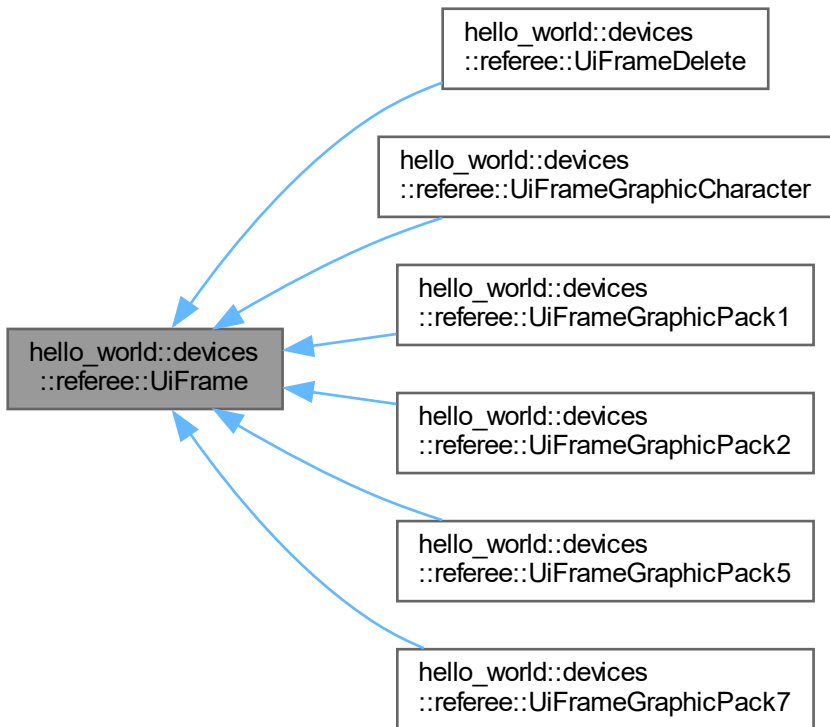 hello_world::devices
::referee::UiFrameDelete
hello_world::devices
::referee::UiFrameGraphicCharacter
hello_world::devices
::referee::UiFrameGraphicPack1
hello_world::devices
::referee::UiFrame
hello_world::devices
::referee::UiFrameGraphicPack2
hello_world::devices
::referee::UiFrameGraphicPack5
hello_world::devices
::referee::UiFrameGraphicPack7